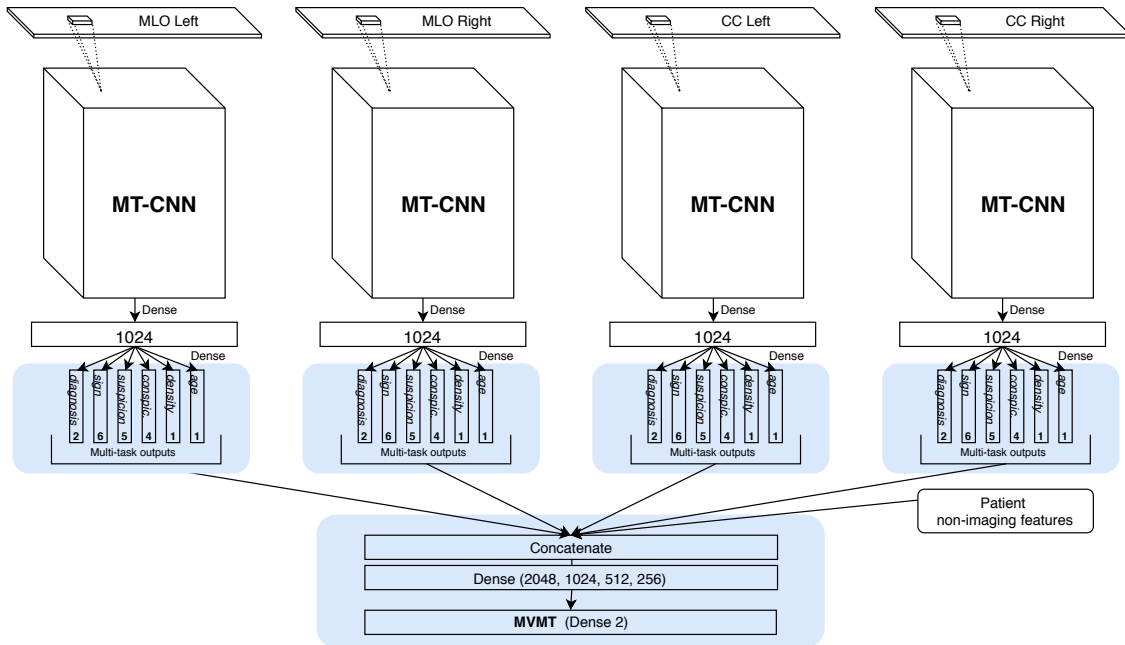 MLO Left
MLO Right
CC Left
CC Right
MT-CNN
MT-CNN
MT-CNN
MT-CNN
Dense
Dense
Dense
Dense
1024
1024
1024
1024
Dense
Dense
Dense
Dense
diagnosis sign suspicion conspic. density age
2 6 5 4 1 1
Multi-task outputs
diagnosis sign suspicion conspic. density age
2 6 5 4 1 1
Multi-task outputs
diagnosis sign suspicion conspic. density age
2 6 5 4 1 1
Multi-task outputs
diagnosis sign suspicion conspic. density age
2 6 5 4 1 1
Multi-task outputs
Patient
non-imaging features
Concatenate
Dense (2048, 1024, 512, 256)
MVMT (Dense 2)